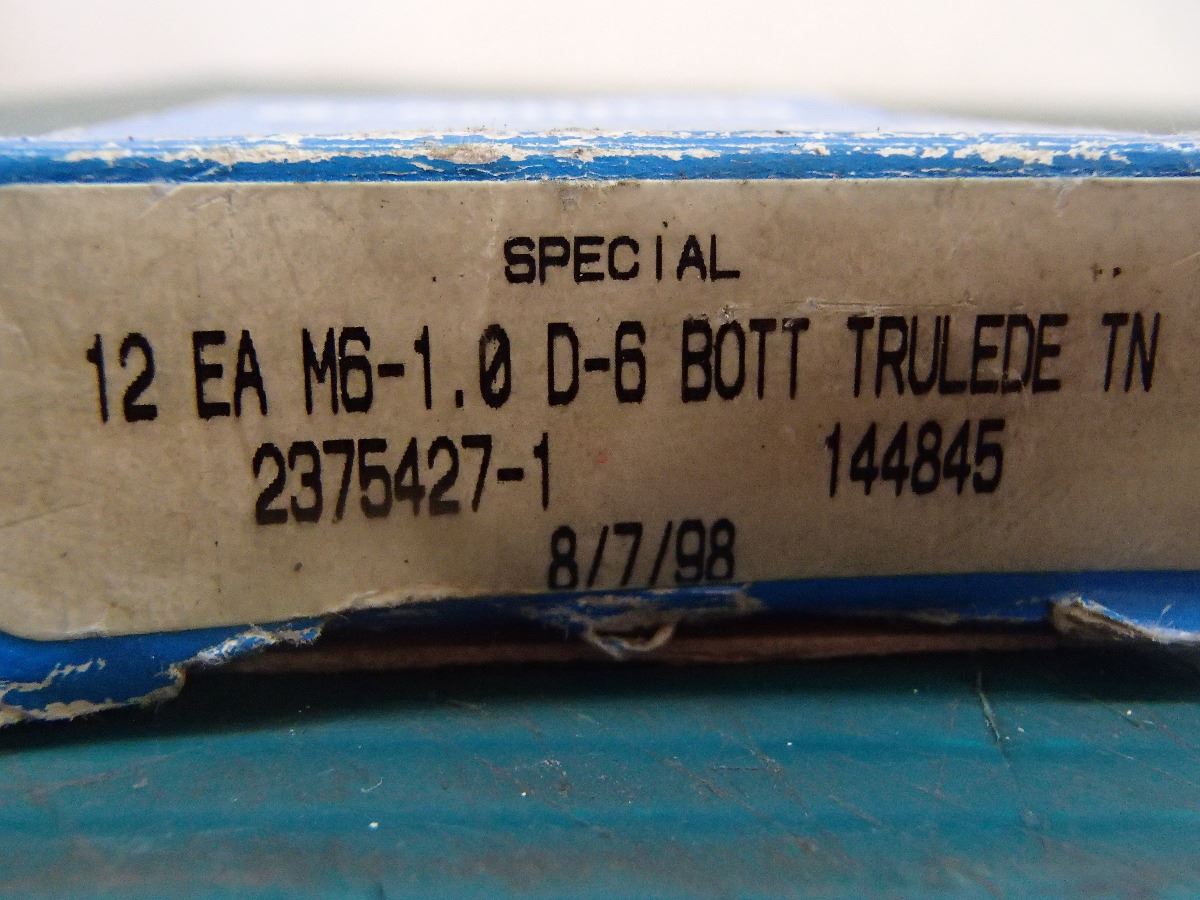 SPECIAL
12 EA M6-1.0 D-6 BOTT TRULEDE TN
2375427-1 144845
8/7/98